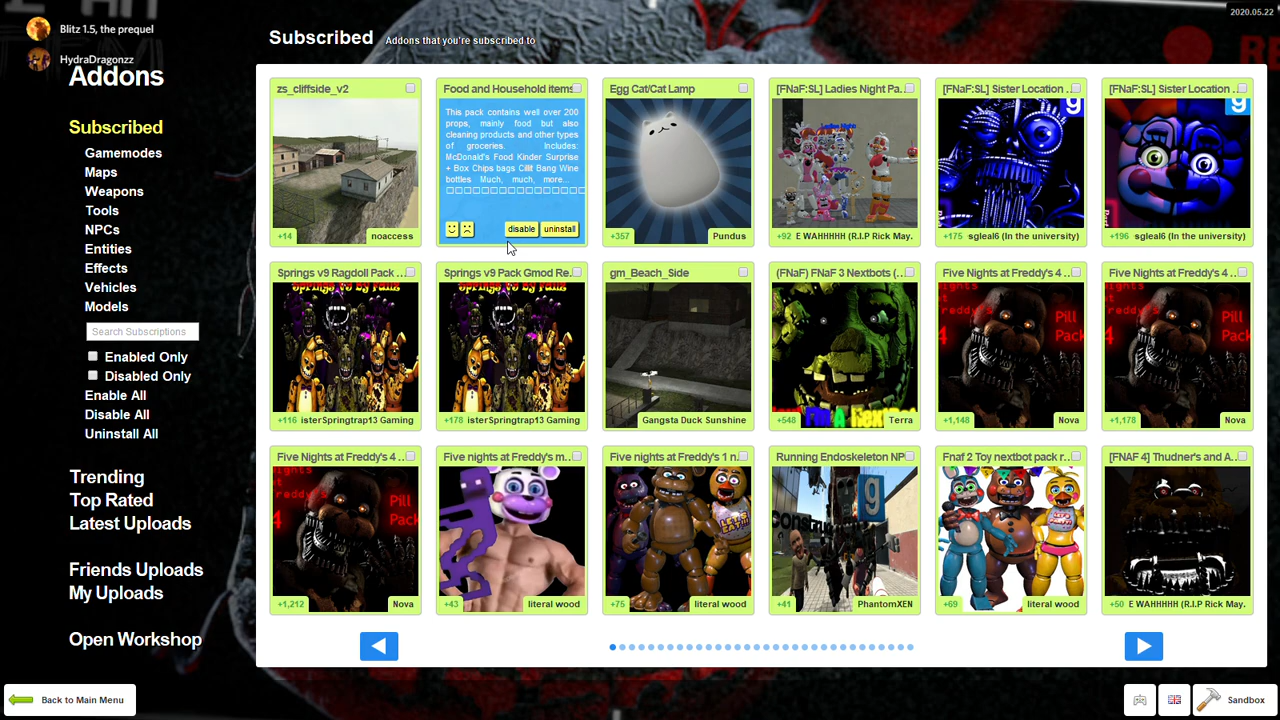 2020.05.22
Blitz 1.5, the prequel
HydraDragonzz
Addons
Subscribed
Gamemodes
Maps
Weapons
Tools
NPCs
Entities
Effects
Vehicles
Models
Search Subscriptions
Enabled Only
Disabled Only
Enable All
Disable All
Uninstall All
Trending
Top Rated
Latest Uploads
Friends Uploads
My Uploads
Open Workshop
Back to Main Menu
Subscribed Addons that you're subscribed to
zs_cliffside_v2
+14 noaccess
Food and Household items
This pack contains well over 200
props, mainly food but also
cleaning products and other types
of groceries. Includes:
McDonald's Food Kinder Surprise
+ Box Chips bags Cillit Bang Wine
bottles Much, much, more...
disable uninstall
Egg Cat/Cat Lamp
+357 Pundus
[FNaF:SL] Ladies Night Pa...
Ladies Night
+92 E WAHHHHH (R.I.P Rick May.
[FNaF:SL] Sister Location ...
+175 sgleal6 (In the university)
[FNaF:SL] Sister Location ...
+196 sgleal6 (In the university)
Springs v9 Ragdoll Pack ...
+116 isterSpringtrap13 Gaming
Springs v9 Pack Gmod Re...
+178 isterSpringtrap13 Gaming
gm_Beach_Side
Gangsta Duck Sunshine
(FNAF) FNaF 3 Nextbots (...
+548 Terra
Five Nights at Freddy's 4 ...
Pill
Pack
+1,148 Nova
Five Nights at Freddy's 4 ...
Pill
Pack
+1,178 Nova
Five Nights at Freddy's 4 ...
Pill
Pack
+1,212 Nova
Five nights at Freddy's m...
+43 literal wood
Five nights at Freddy's 1 n...
LET'S
EAT!!!
+75 literal wood
Running Endoskeleton NP
g
construct
+41 PhantomXEN
Fnaf 2 Toy nextbot pack r...
+69 literal wood
[FNAF 4] Thudner's and A...
+50 E WAHHHHH (R.I.P Rick May.
Sandbox